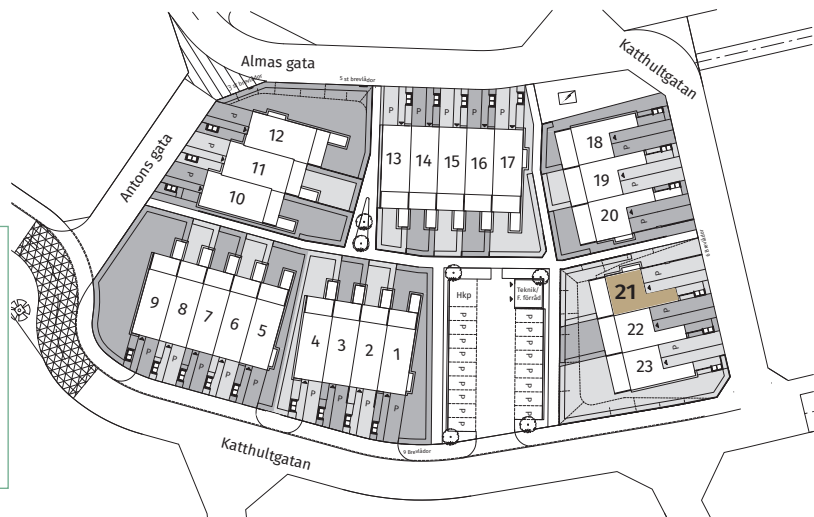 Almas gata
Katthultgatan
5 st brevlådor
Antons gata
12
11
10
P
P
P
P
P
P
P
P
13
14
15
16
17
18
19
20
P
P
P
9
8
7
6
5
4
3
2
1
P
P
P
P
P
P
P
P
P
Hkp
P
P
P
P
P
P
P
P
P
Teknik/
F. förråd
P
P
P
P
P
P
P
P
21
22
23
P
P
P
9 Brevlådor
Katthultgatan